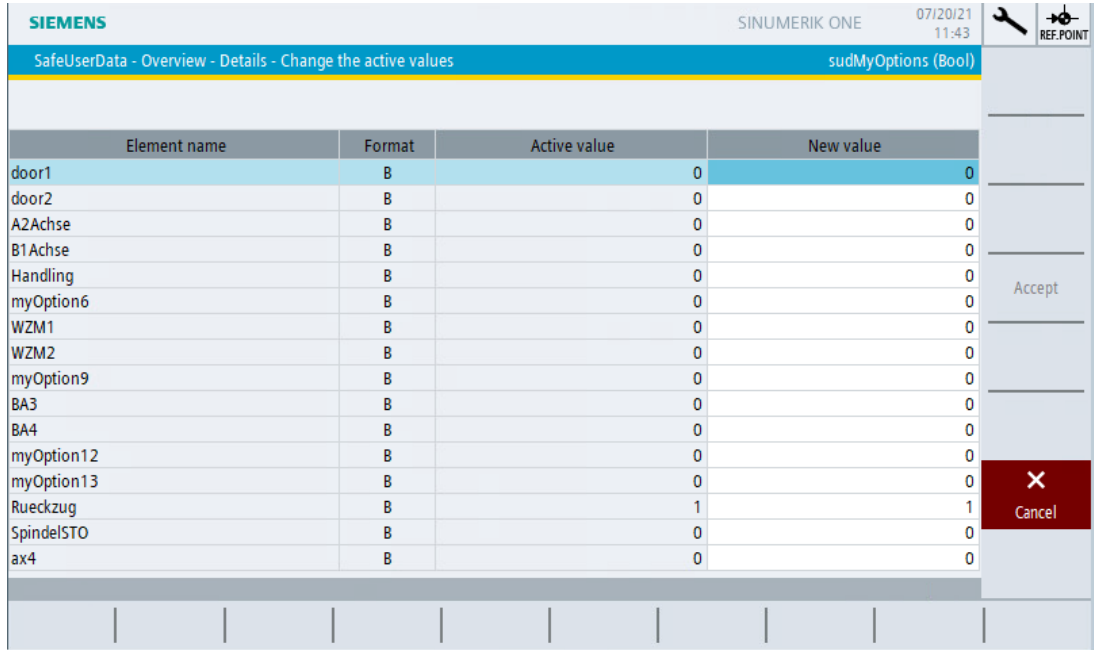 SIEMENS
SINUMERIK ONE
07/20/21
11:43
REF.POINT
SafeUserData - Overview - Details - Change the active values
sudMyOptions (Bool)
Element name Format Active value New value
door1 B 0 0
door2 B 0 0
A2Achse B 0 0
B1Achse B 0 0
Handling B 0 0
myOption6 B 0 0
WZM1 B 0 0
WZM2 B 0 0
myOption9 B 0 0
BA3 B 0 0
BA4 B 0 0
myOption12 B 0 0
myOption13 B 0 0
Rueckzug B 1 1
SpindelSTO B 0 0
ax4 B 0 0
Accept
Cancel